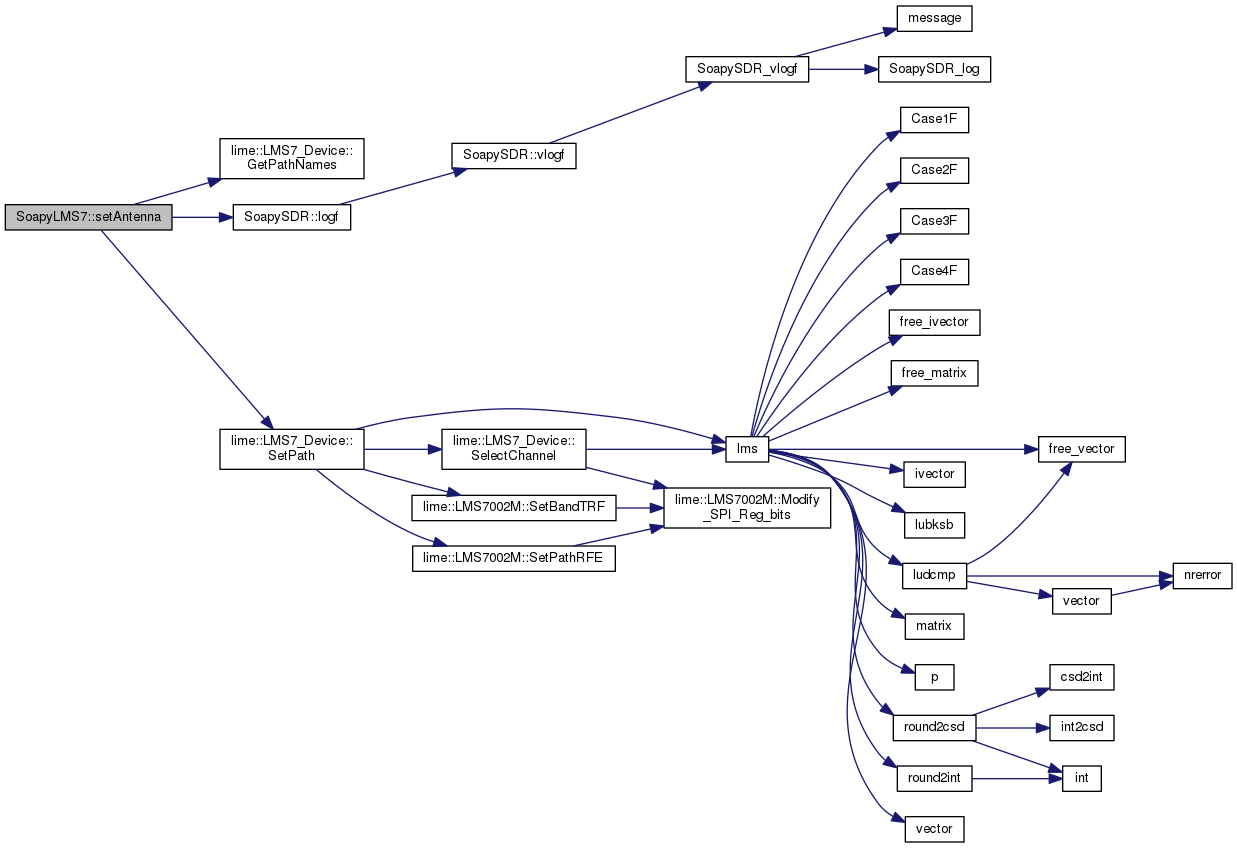 message
SoapySDR_vlogf
SoapySDR_log
Case1F
lime::LMS7_Device::
GetPathNames
SoapySDR::vlogf
Case2F
SoapyLMS7::setAntenna
SoapySDR::logf
Case3F
Case4F
free_ivector
free_matrix
lime::LMS7_Device::
SetPath
lime::LMS7_Device::
SelectChannel
lms
free_vector
ivector
lime::LMS7002M::SetBandTRF
lime::LMS7002M::Modify
_SPI_Reg_bits
lubksb
lime::LMS7002M::SetPathRFE
ludcmp
nrerror
vector
matrix
p
csd2int
round2csd
int2csd
round2int
int
vector